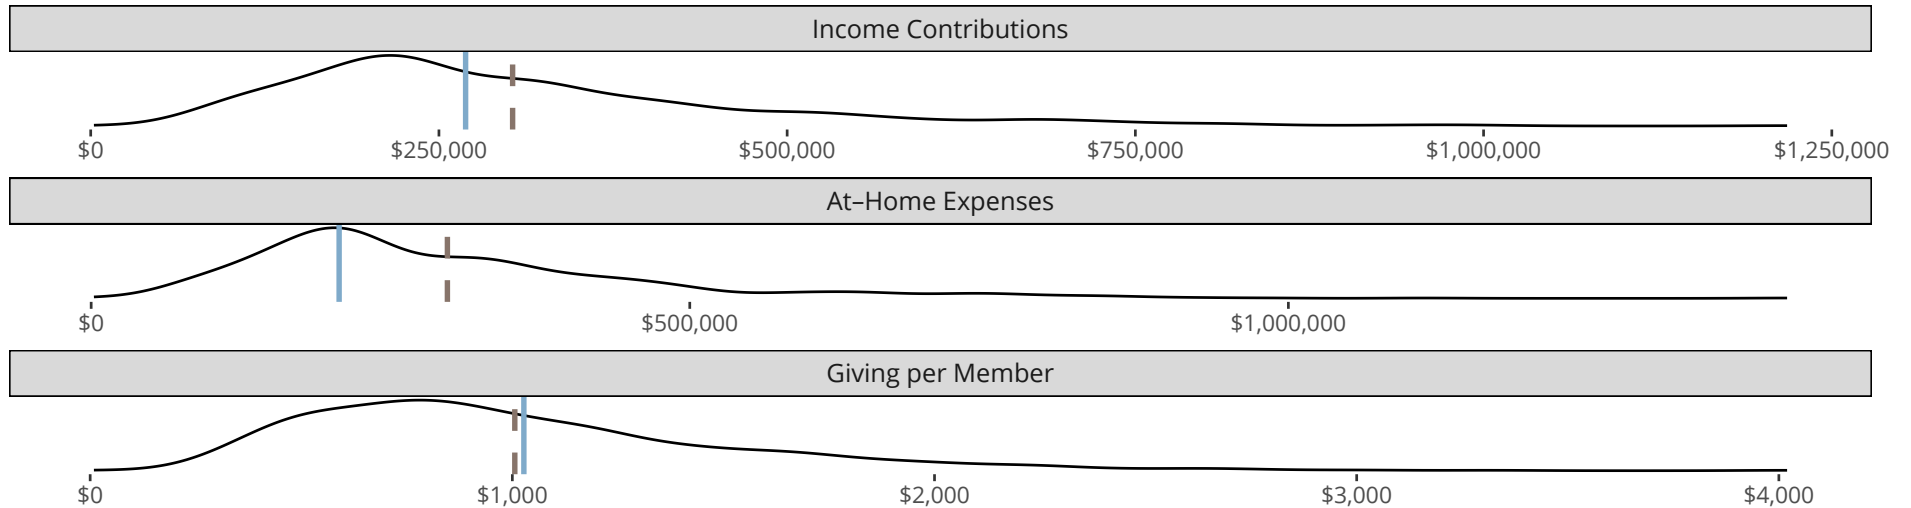 Income Contributions
$0 $250,000 $500,000 $750,000 $1,000,000 $1,250,000
At–Home Expenses
$0 $500,000 $1,000,000
Giving per Member
$0 $1,000 $2,000 $3,000 $4,000